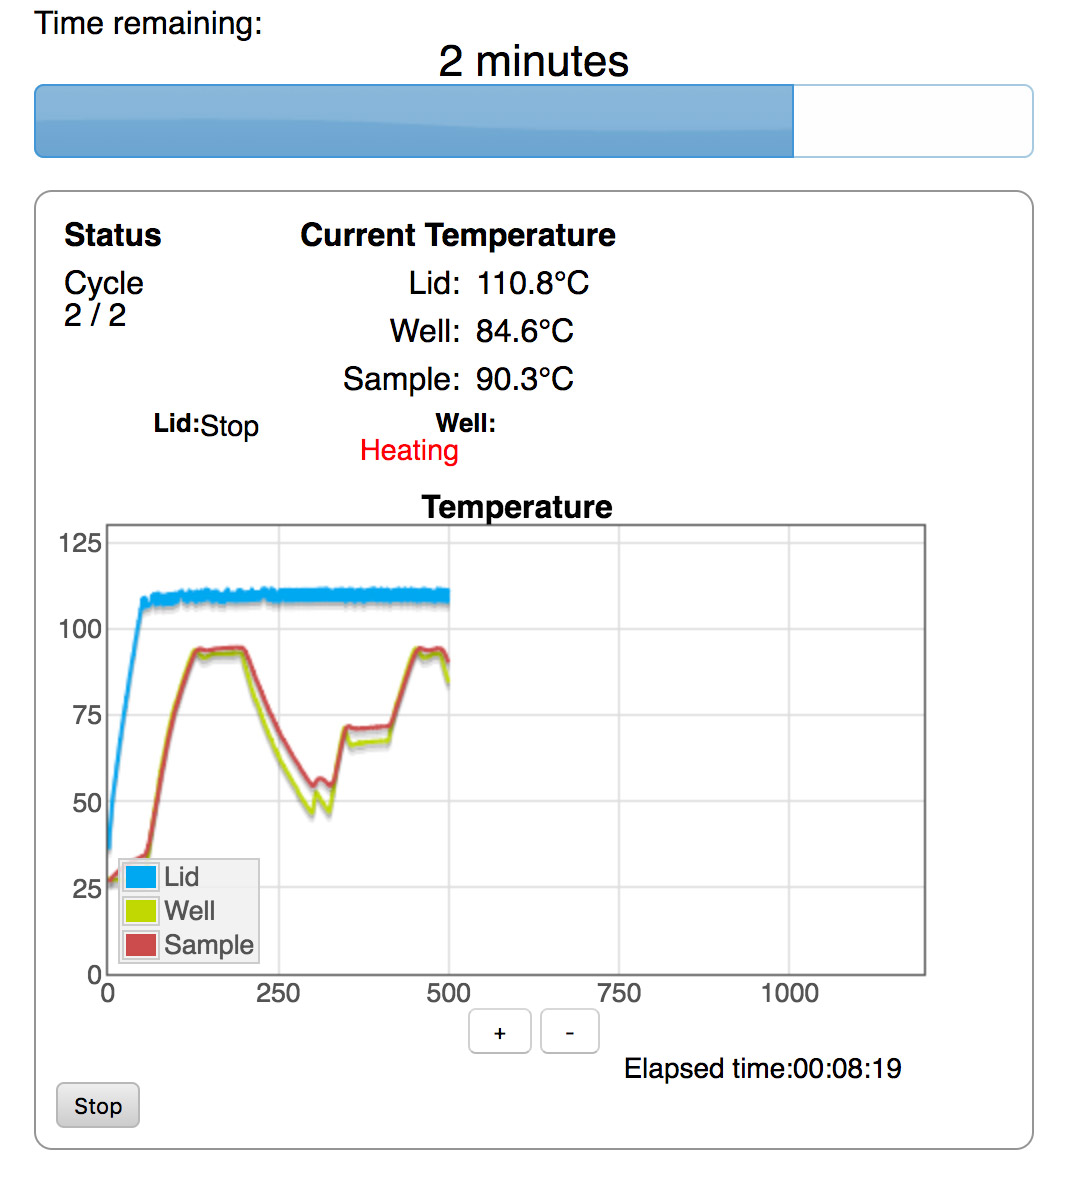 Time remaining:
2 minutes
Status
Current Temperature
Cycle
2 / 2
Lid: 110.8°C
Well: 84.6°C
Sample: 90.3°C
Lid:Stop
Well:
Heating
Temperature
125
100
75
50
25
0
Lid
Well
Sample
0 250 500 750 1000
+ -
Elapsed time:00:08:19
Stop